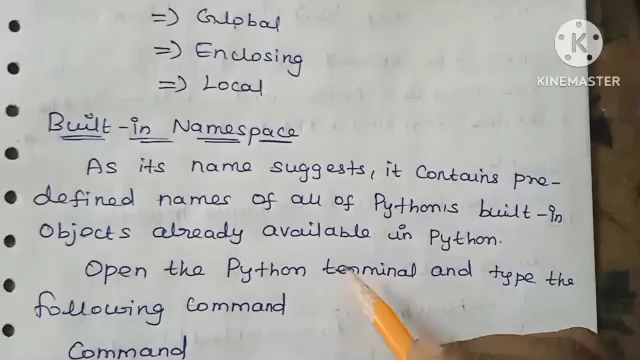 => Global
=> Enclosing
=> Local
Built-in Namespace
As its name suggests, it contains pre-
defined names of all of Python's built-in
Objects already available in Python.
Open the Python terminal and type the
following command
Command
KINEMASTER